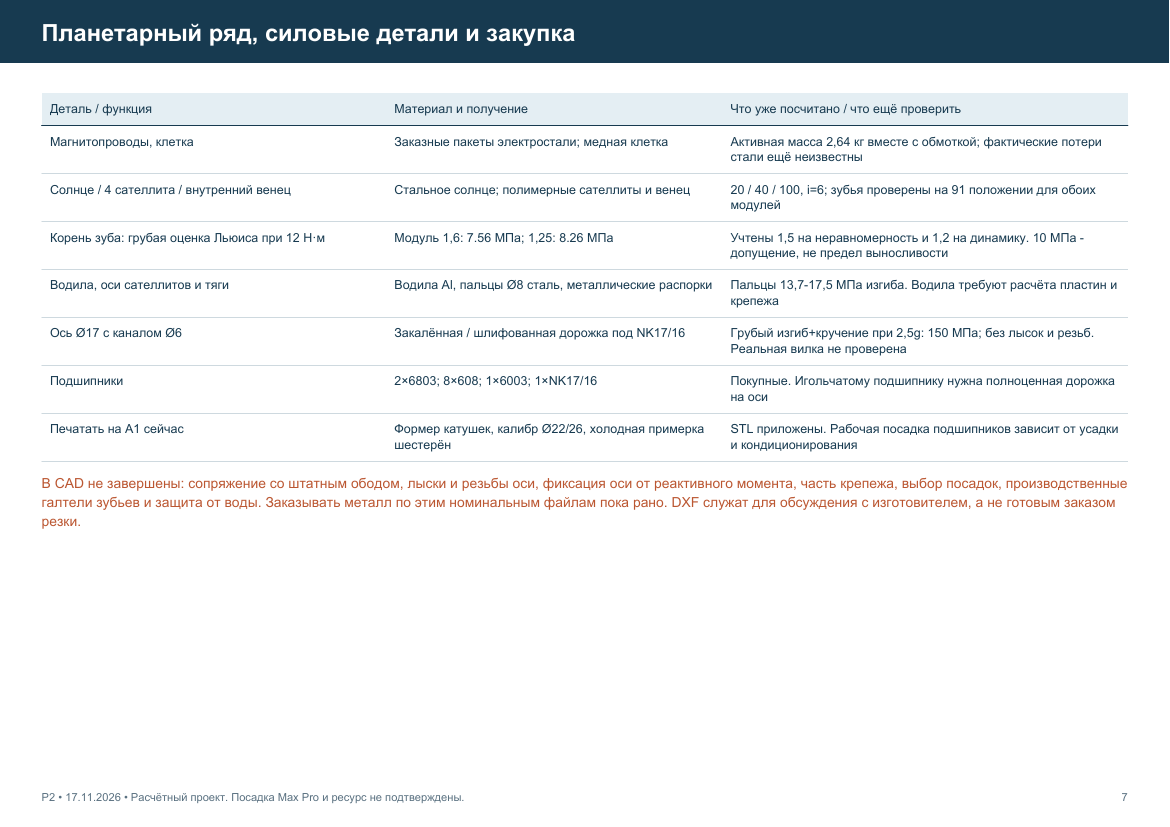 Планетарный ряд, силовые детали и закупка
Деталь / функция
Материал и получение
Что уже посчитано / что ещё проверить
Магнитопроводы, клетка
Заказные пакеты электростали; медная клетка
Активная масса 2,64 кг вместе с обмоткой; фактические потери
стали ещё неизвестны
Солнце / 4 сателлита / внутренний венец
Стальное солнце; полимерные сателлиты и венец
20 / 40 / 100, i=6; зубья проверены на 91 положении для обоих
модулей
Корень зуба: грубая оценка Льюиса при 12 Н·м
Модуль 1,6: 7.56 МПа; 1,25: 8.26 МПа
Учтены 1,5 на неравномерность и 1,2 на динамику. 10 МПа -
допущение, не предел выносливости
Водила, оси сателлитов и тяги
Водила Al, пальцы Ø8 сталь, металлические распорки
Пальцы 13,7-17,5 МПа изгиба. Водила требуют расчёта пластин и
крепежа
Ось Ø17 с каналом Ø6
Закалённая / шлифованная дорожка под NK17/16
Грубый изгиб+кручение при 2,5g: 150 МПа; без лысок и резьб.
Реальная вилка не проверена
Подшипники
2×6803; 8×608; 1×6003; 1×NK17/16
Покупные. Игольчатому подшипнику нужна полноценная дорожка
на оси
Печатать на A1 сейчас
Формер катушек, калибр Ø22/26, холодная примерка
шестерён
STL приложены. Рабочая посадка подшипников зависит от усадки
и кондиционирования
В CAD не завершены: сопряжение со штатным ободом, лыски и резьбы оси, фиксация оси от реактивного момента, часть крепежа, выбор посадок, производственные
галтели зубьев и защита от воды. Заказывать металл по этим номинальным файлам пока рано. DXF служат для обсуждения с изготовителем, а не готовым заказом
резки.
P2 • 17.11.2026 • Расчётный проект. Посадка Max Pro и ресурс не подтверждены.
7